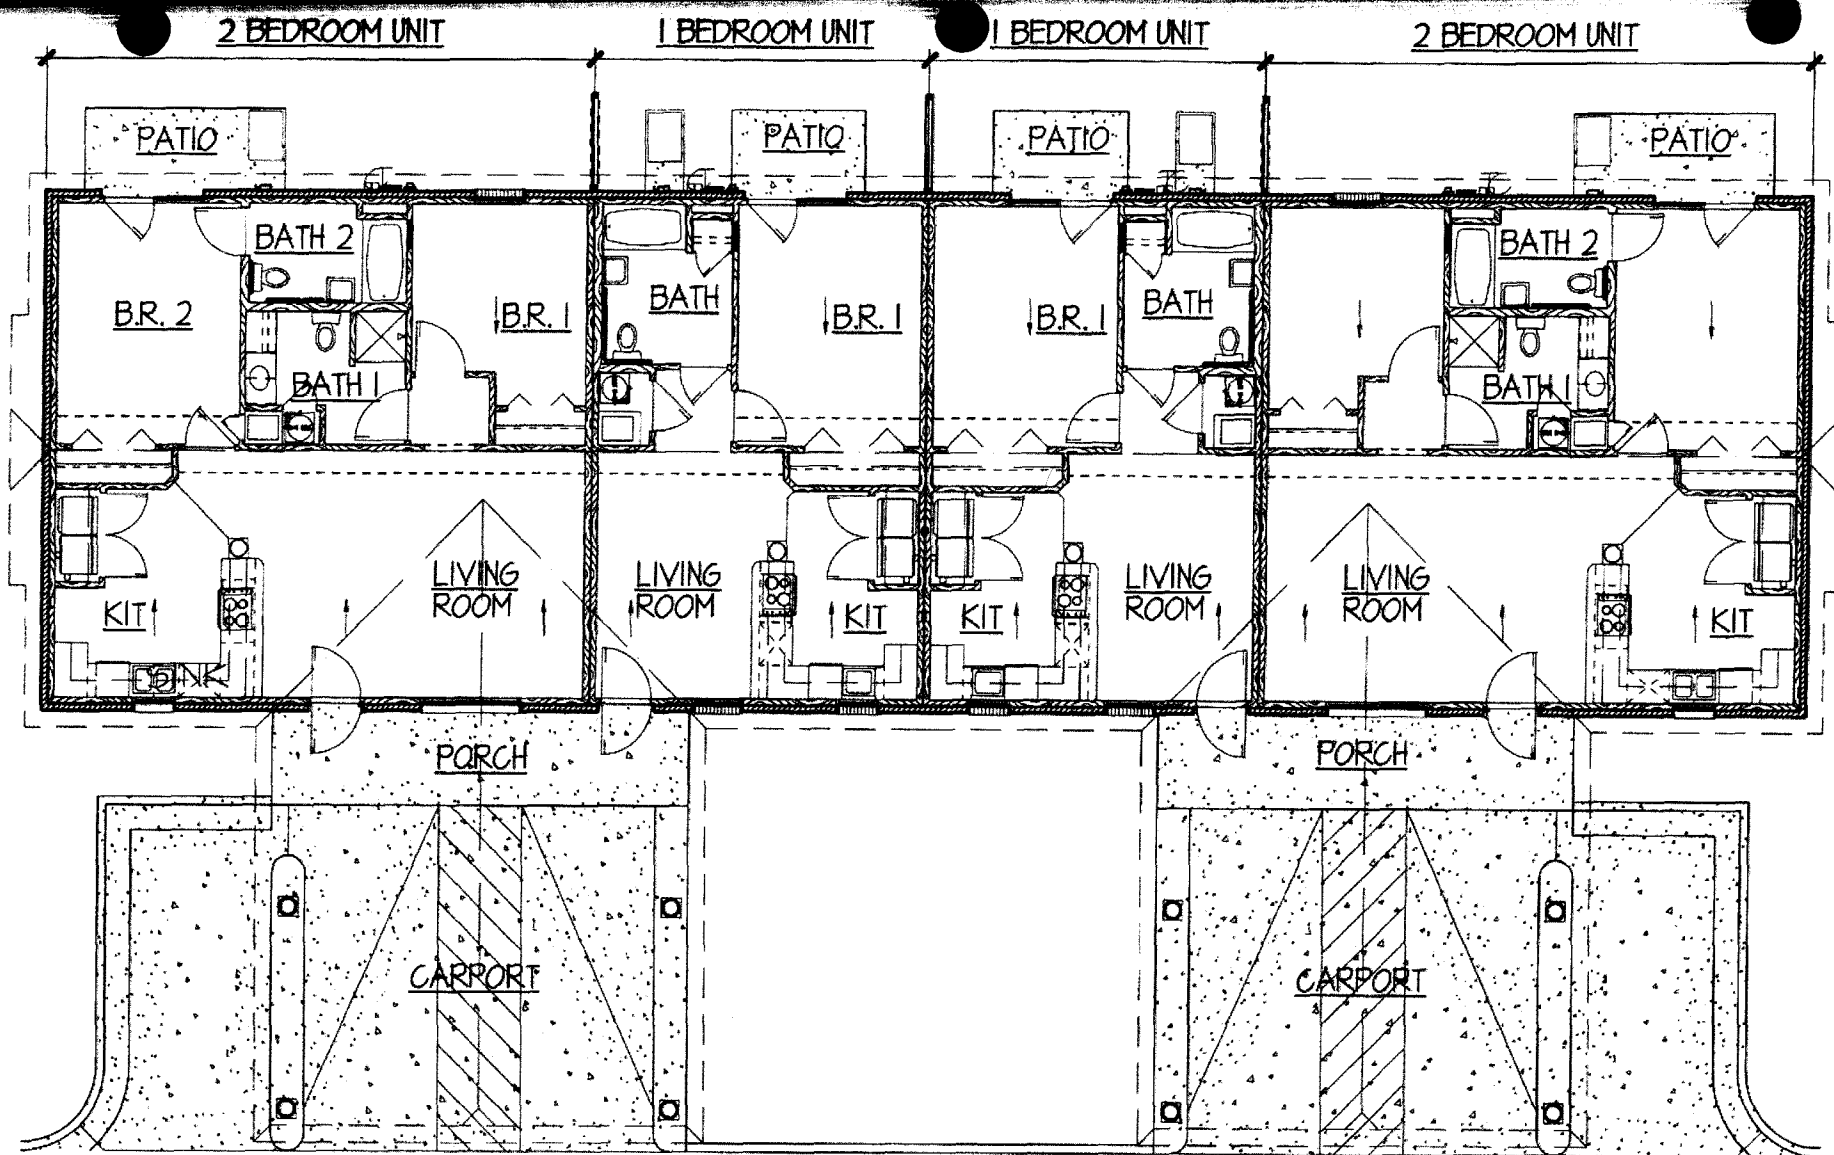 2 BEDROOM UNIT
1 BEDROOM UNIT
1 BEDROOM UNIT
2 BEDROOM UNIT
PATIO
PATIO
PATIO
PATIO
BATH 2
BATH 2
B.R. 2
B.R. 1
BATH
B.R. 1
B.R. 1
BATH
BATH 1
BATH 1
LIVING
ROOM
LIVING
ROOM
LIVING
ROOM
LIVING
ROOM
KIT
KIT
KIT
KIT
SINK
PORCH
PORCH
CARPORT
CARPORT